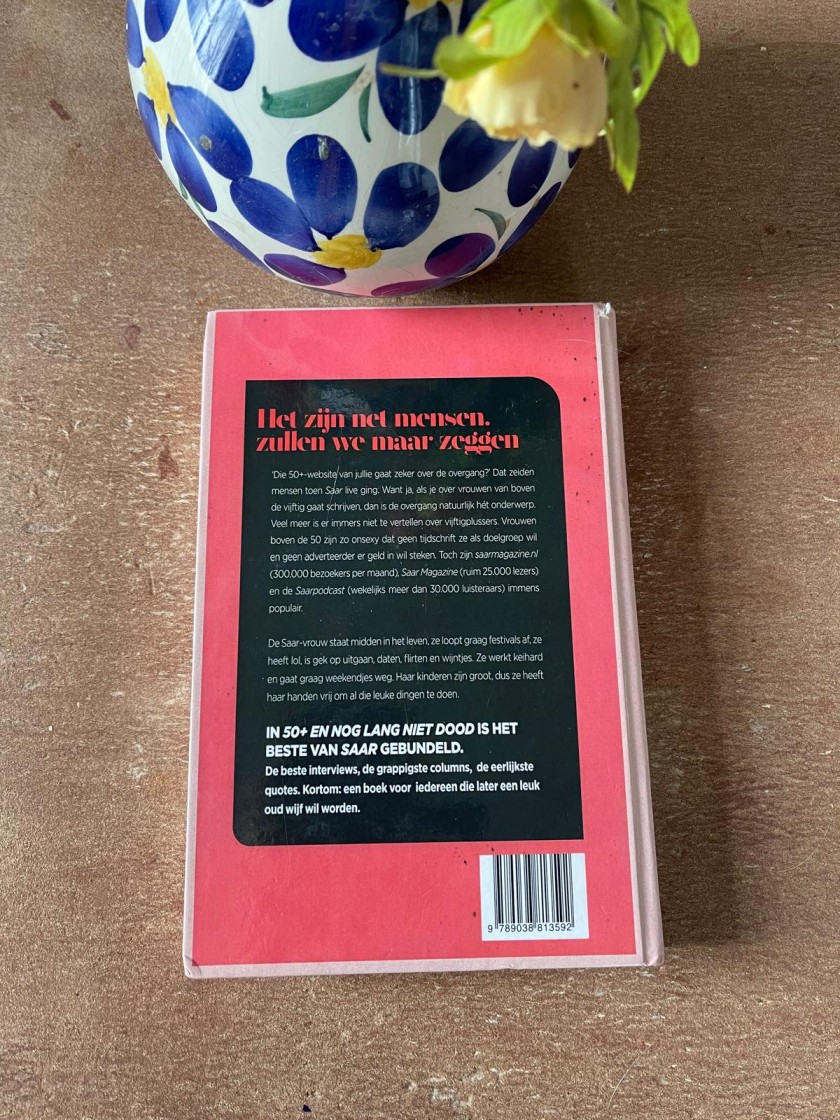 Het zijn net mensen,
zullen we maar zeggen
'Die 50+-website van jullie gaat zeker over de overgang?' Dat zeiden
mensen toen Saar live ging. Want ja, als je over vrouwen van boven
de vijftig gaat schrijven, dan is de overgang natuurlijk hét onderwerp.
Veel meer is er immers niet te vertellen over vijftigplussers. Vrouwen
boven de 50 zijn zo onsexy dat geen tijdschrift ze als doelgroep wil
en geen adverteerder er geld in wil steken. Toch zijn saarmagazine.nl
(300.000 bezoekers per maand), Saar Magazine (ruim 25.000 lezers)
en de Saarpodcast (wekelijks meer dan 30.000 luisteraars) immens
populair.
De Saar-vrouw staat midden in het leven, ze loopt graag festivals af, ze
heeft lol, is gek op uitgaan, daten, flirten en wijntjes. Ze werkt keihard
en gaat graag weekendjes weg. Haar kinderen zijn groot, dus ze heeft
haar handen vrij om al die leuke dingen te doen.
IN 50+ EN NOG LANG NIET DOOD IS HET
BESTE VAN SAAR GEBUNDELD.
De beste interviews, de grappigste columns, de eerlijkste
quotes. Kortom: een boek voor iedereen die later een leuk
oud wijf wil worden.
9 789038 813592